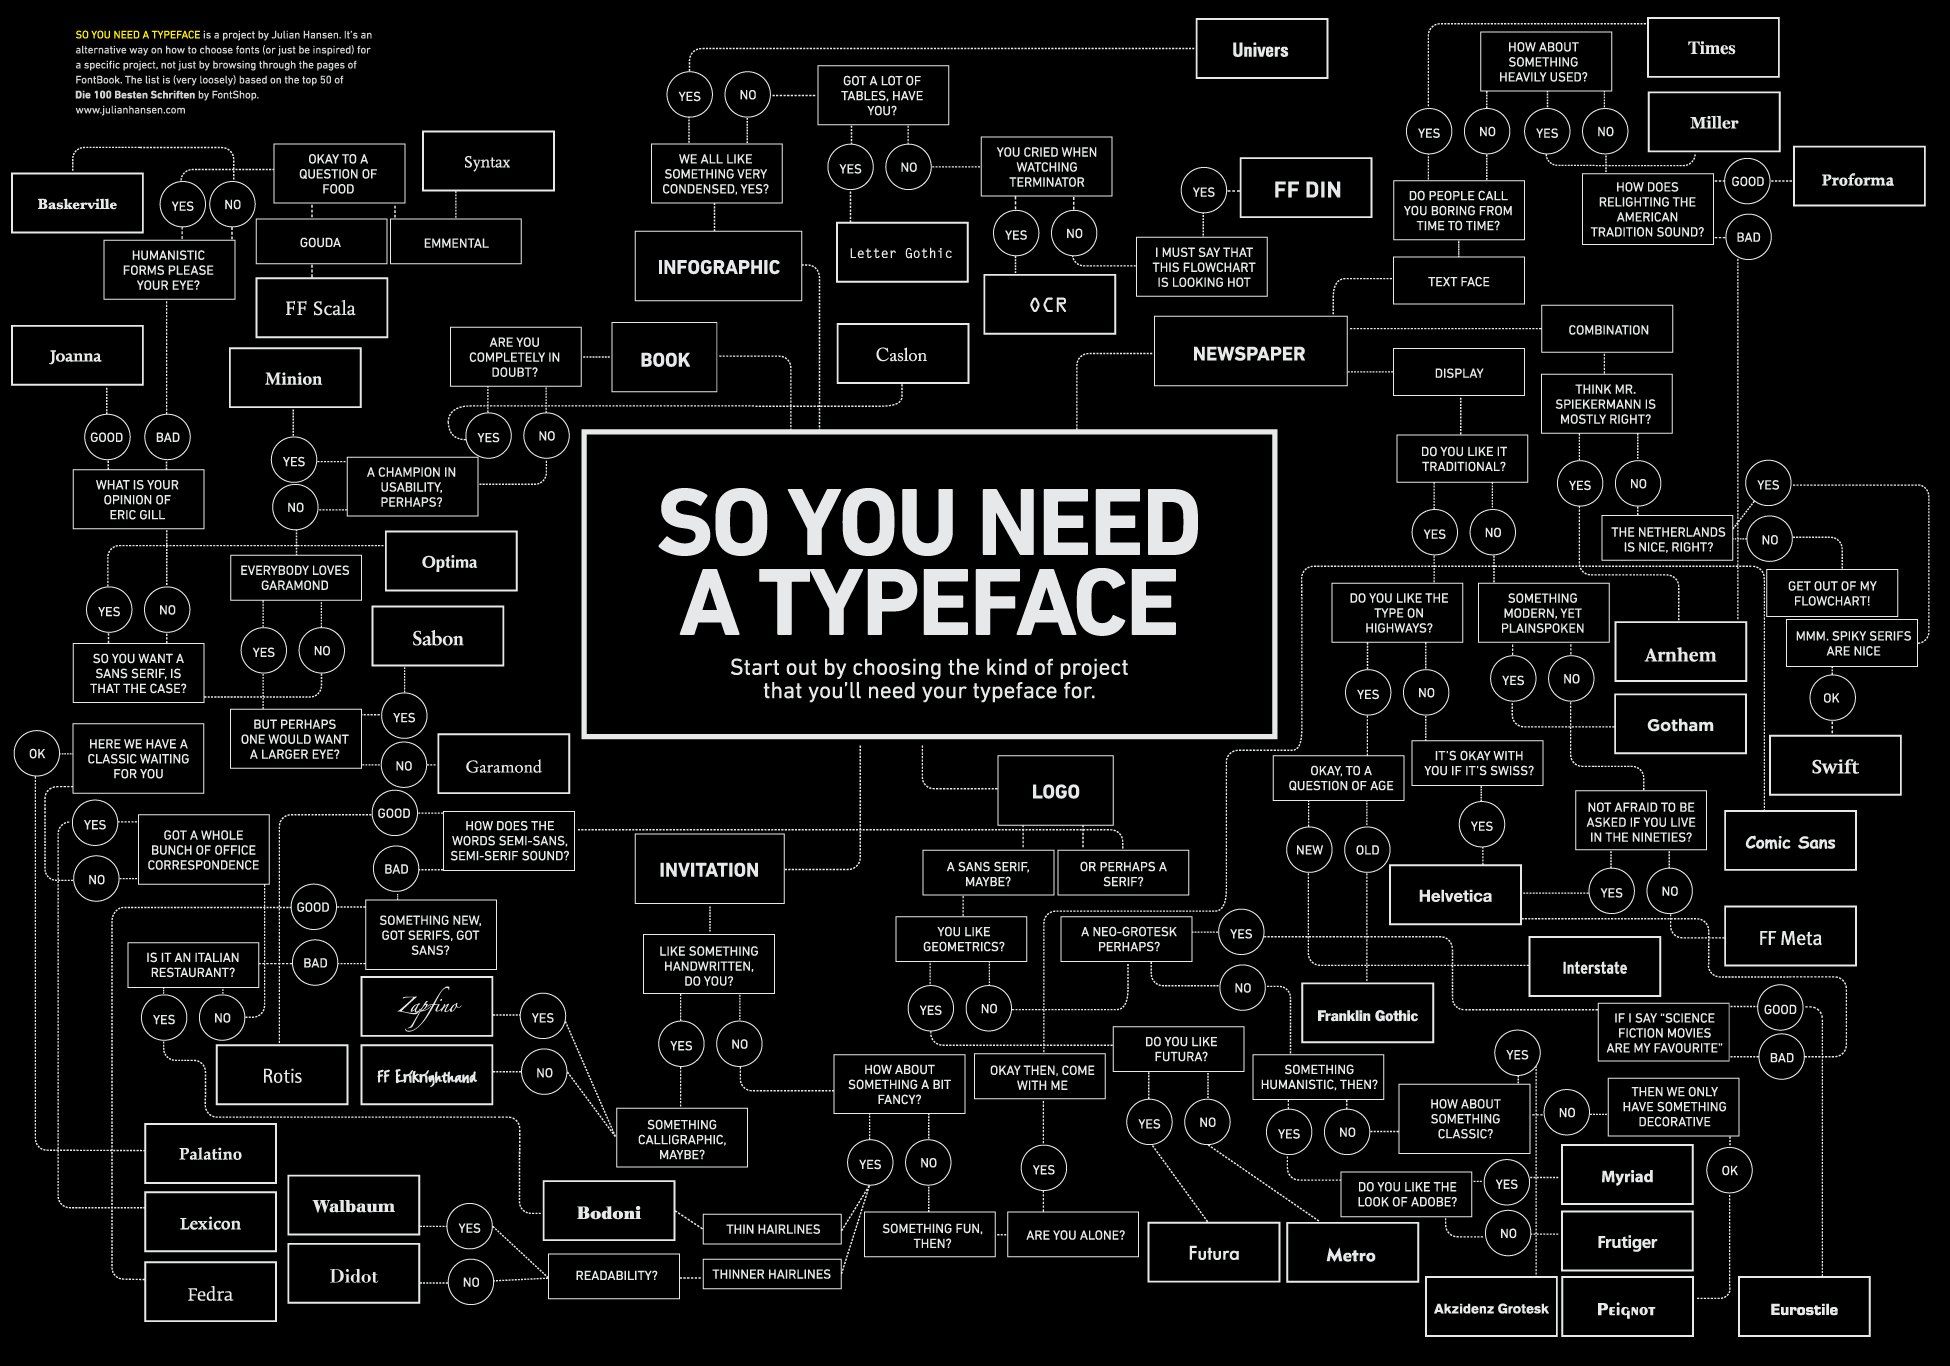 SO YOU NEED A TYPEFACE is a project by Julian Hansen. It's an
alternative way on how to choose fonts (or just be inspired) for
a specific project, not just by browsing through the pages of
FontBook. The list is (very loosely) based on the top 50 of
Die 100 Besten Schriften by FontShop.
www.julianhansen.com
SO YOU NEED
A TYPEFACE
Start out by choosing the kind of project
that you'll need your typeface for.
INFOGRAPHIC
WE ALL LIKE
SOMETHING VERY
CONDENSED, YES?
YES
NO
Univers
GOT A LOT OF
TABLES, HAVE
YOU?
YES
NO
Letter Gothic
YOU CRIED WHEN
WATCHING
TERMINATOR
YES
NO
OCR
I MUST SAY THAT
THIS FLOWCHART
IS LOOKING HOT
YES
FF DIN
BOOK
ARE YOU
COMPLETELY IN
DOUBT?
YES
NO
Caslon
A CHAMPION IN
USABILITY,
PERHAPS?
YES
NO
Minion
EVERYBODY LOVES
GARAMOND
YES
NO
BUT PERHAPS
ONE WOULD WANT
A LARGER EYE?
YES
NO
Sabon
Garamond
SO YOU WANT A
SANS SERIF, IS
THAT THE CASE?
YES
NO
Optima
WHAT IS YOUR
OPINION OF
ERIC GILL
GOOD
BAD
Joanna
HUMANISTIC
FORMS PLEASE
YOUR EYE?
YES
NO
Baskerville
OKAY TO A
QUESTION OF
FOOD
GOUDA
EMMENTAL
FF Scala
Syntax
NEWSPAPER
TEXT FACE
DO PEOPLE CALL
YOU BORING FROM
TIME TO TIME?
YES
NO
Times
HOW ABOUT
SOMETHING
HEAVILY USED?
YES
NO
Miller
HOW DOES
RELIGHTING THE
AMERICAN
TRADITION SOUND?
GOOD
BAD
Proforma
COMBINATION
THINK MR.
SPIEKERMANN IS
MOSTLY RIGHT?
YES
NO
Arnhem
THE NETHERLANDS
IS NICE, RIGHT?
YES
NO
GET OUT OF MY
FLOWCHART!
MMM. SPIKY SERIFS
ARE NICE
OK
Swift
DISPLAY
DO YOU LIKE IT
TRADITIONAL?
YES
NO
DO YOU LIKE THE
TYPE ON
HIGHWAYS?
YES
NO
OKAY, TO A
QUESTION OF AGE
NEW
OLD
Interstate
Franklin Gothic
IT'S OKAY WITH
YOU IF IT'S SWISS?
YES
Helvetica
SOMETHING
MODERN, YET
PLAINSPOKEN
YES
NO
Gotham
NOT AFRAID TO BE
ASKED IF YOU LIVE
IN THE NINETIES?
YES
NO
FF Meta
Comic Sans
LOGO
A SANS SERIF,
MAYBE?
OR PERHAPS A
SERIF?
YOU LIKE
GEOMETRICS?
YES
NO
A NEO-GROTESK
PERHAPS?
YES
NO
IF I SAY "SCIENCE
FICTION MOVIES
ARE MY FAVOURITE"
GOOD
BAD
Eurostile
DO YOU LIKE
FUTURA?
YES
NO
Futura
Metro
SOMETHING
HUMANISTIC, THEN?
YES
NO
DO YOU LIKE THE
LOOK OF ADOBE?
YES
NO
Myriad
Frutiger
HOW ABOUT
SOMETHING
CLASSIC?
YES
NO
Akzidenz Grotesk
THEN WE ONLY
HAVE SOMETHING
DECORATIVE
OK
Peignot
HOW DOES THE
WORDS SEMI-SANS,
SEMI-SERIF SOUND?
GOOD
BAD
Rotis
SOMETHING NEW,
GOT SERIFS, GOT
SANS?
GOOD
BAD
Fedra
IS IT AN ITALIAN
RESTAURANT?
YES
NO
GOT A WHOLE
BUNCH OF OFFICE
CORRESPONDENCE
YES
NO
Lexicon
HERE WE HAVE A
CLASSIC WAITING
FOR YOU
OK
Palatino
INVITATION
LIKE SOMETHING
HANDWRITTEN,
DO YOU?
YES
NO
SOMETHING
CALLIGRAPHIC,
MAYBE?
YES
NO
Zapfino
FF Erikrighthand
HOW ABOUT
SOMETHING A BIT
FANCY?
YES
NO
THIN HAIRLINES
THINNER HAIRLINES
Bodoni
READABILITY?
YES
NO
Walbaum
Didot
SOMETHING FUN,
THEN?
ARE YOU ALONE?
YES
OKAY THEN, COME
WITH ME